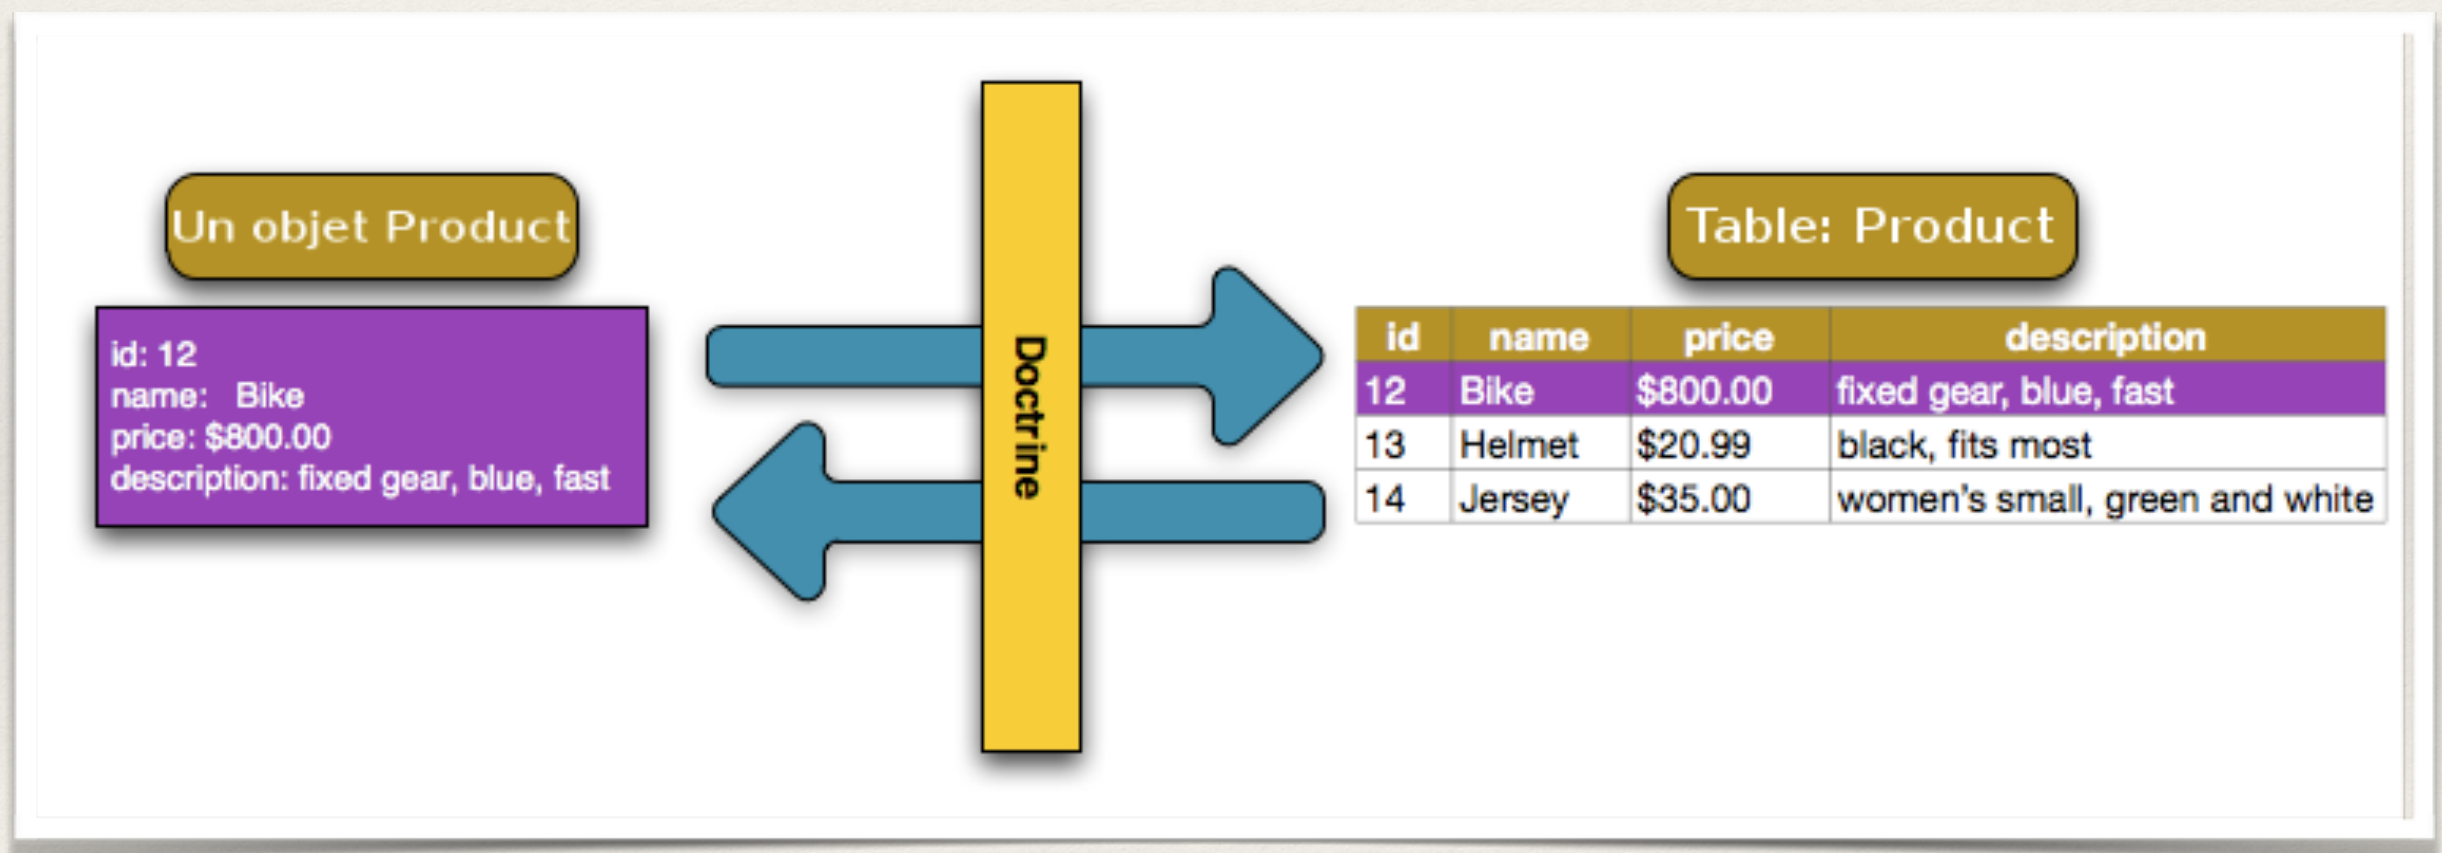 Un objet Product
id: 12
name: Bike
price: $800.00
description: fixed gear, blue, fast
Doctrine
Table: Product
id name price description
12 Bike $800.00 fixed gear, blue, fast
13 Helmet $20.99 black, fits most
14 Jersey $35.00 women's small, green and white